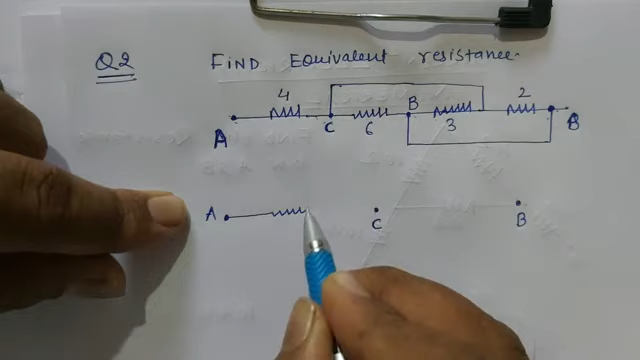 Q2 FIND Equivalent resistance.
4 B 2
A C 6 3 B
A C B